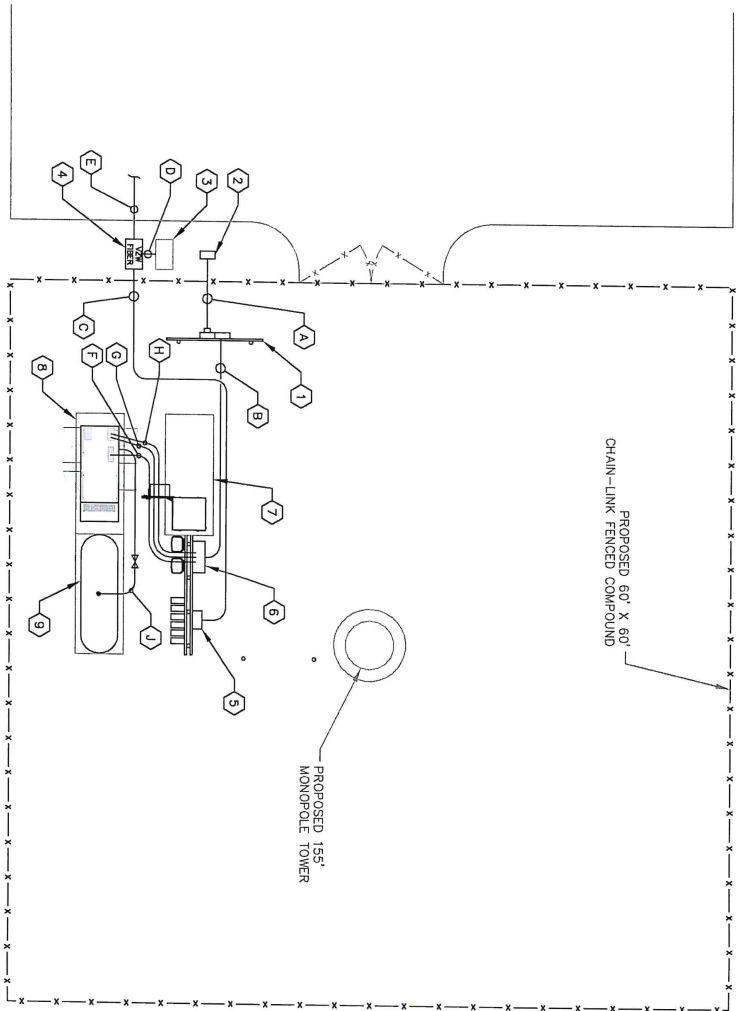 PROPOSED 60' X 60'
CHAIN-LINK FENCED COMPOUND
PROPOSED 155'
MONOPOLE TOWER
2
3
D
4
E
VZW
FIBER
A
1
B
C
H
G
F
8
7
6
5
J
9